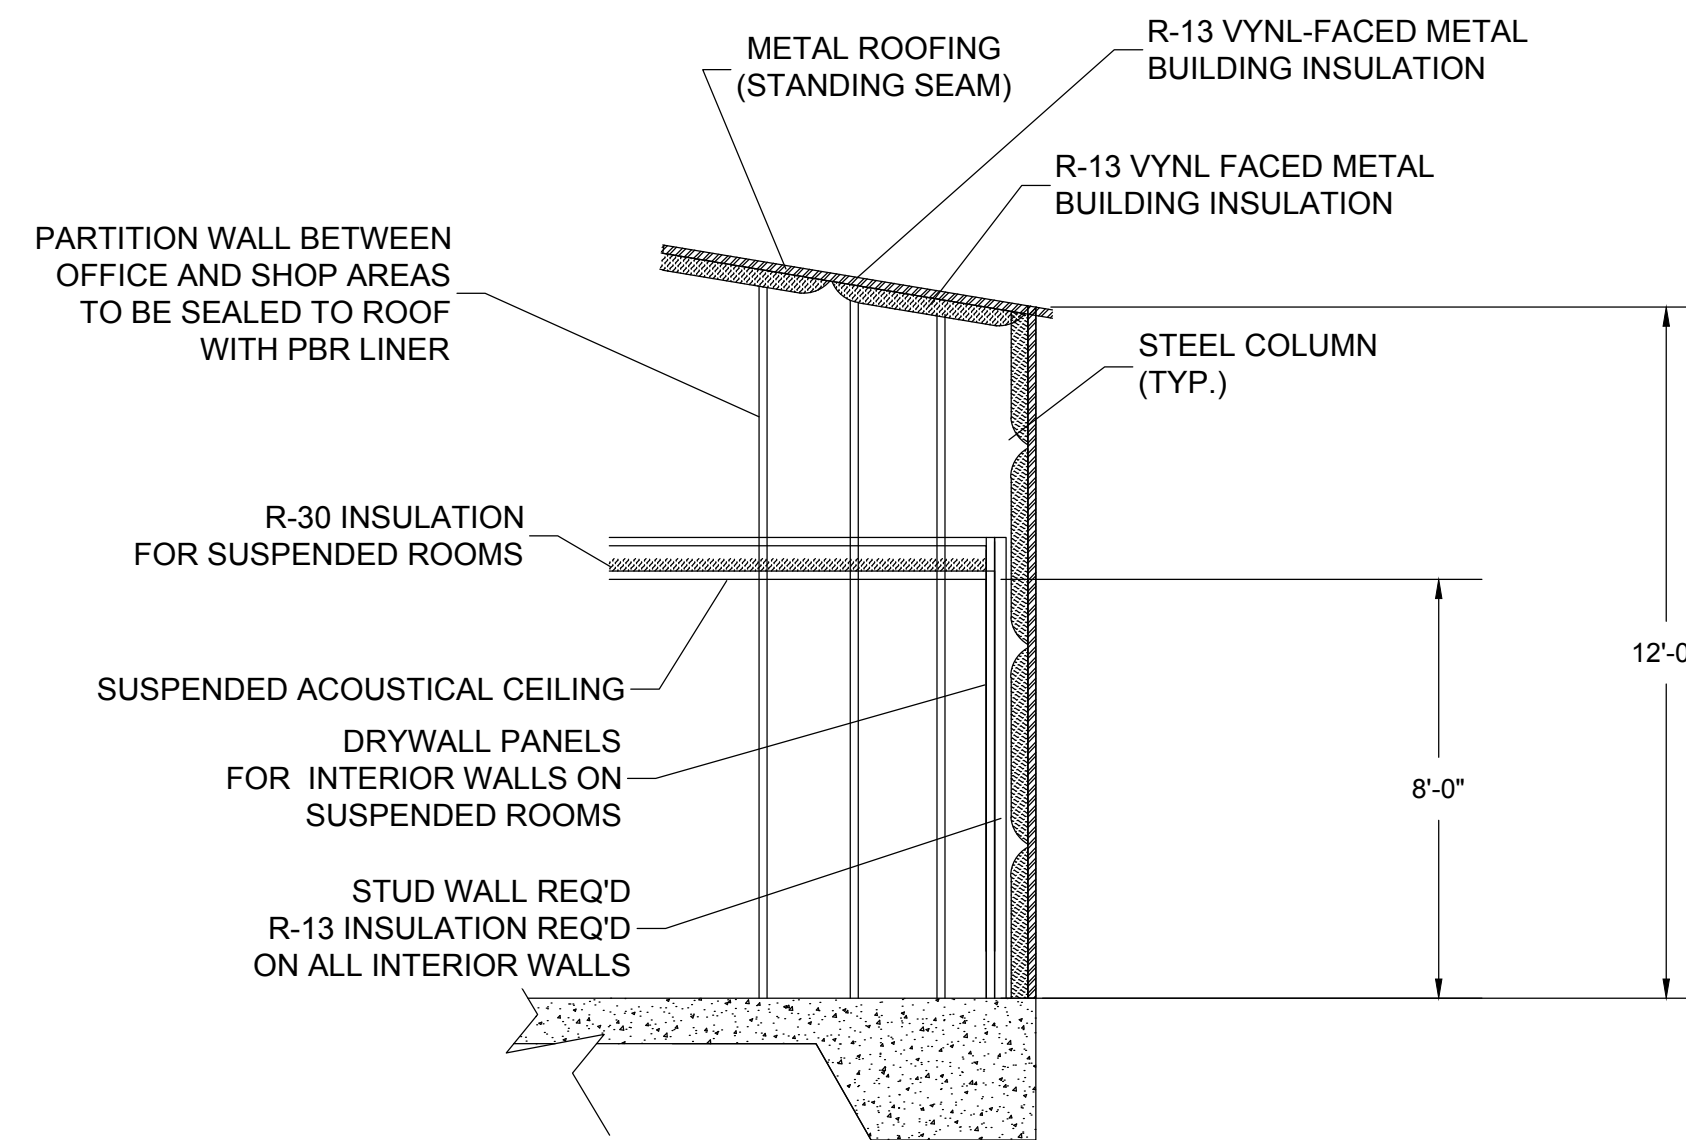 METAL ROOFING
(STANDING SEAM)
R-13 VYNL-FACED METAL
BUILDING INSULATION
R-13 VYNL FACED METAL
BUILDING INSULATION
PARTITION WALL BETWEEN
OFFICE AND SHOP AREAS
TO BE SEALED TO ROOF
WITH PBR LINER
STEEL COLUMN
(TYP.)
R-30 INSULATION
FOR SUSPENDED ROOMS
12'-0
SUSPENDED ACOUSTICAL CEILING
DRYWALL PANELS
FOR INTERIOR WALLS ON
SUSPENDED ROOMS
8'-0"
STUD WALL REQ'D
R-13 INSULATION REQ'D
ON ALL INTERIOR WALLS